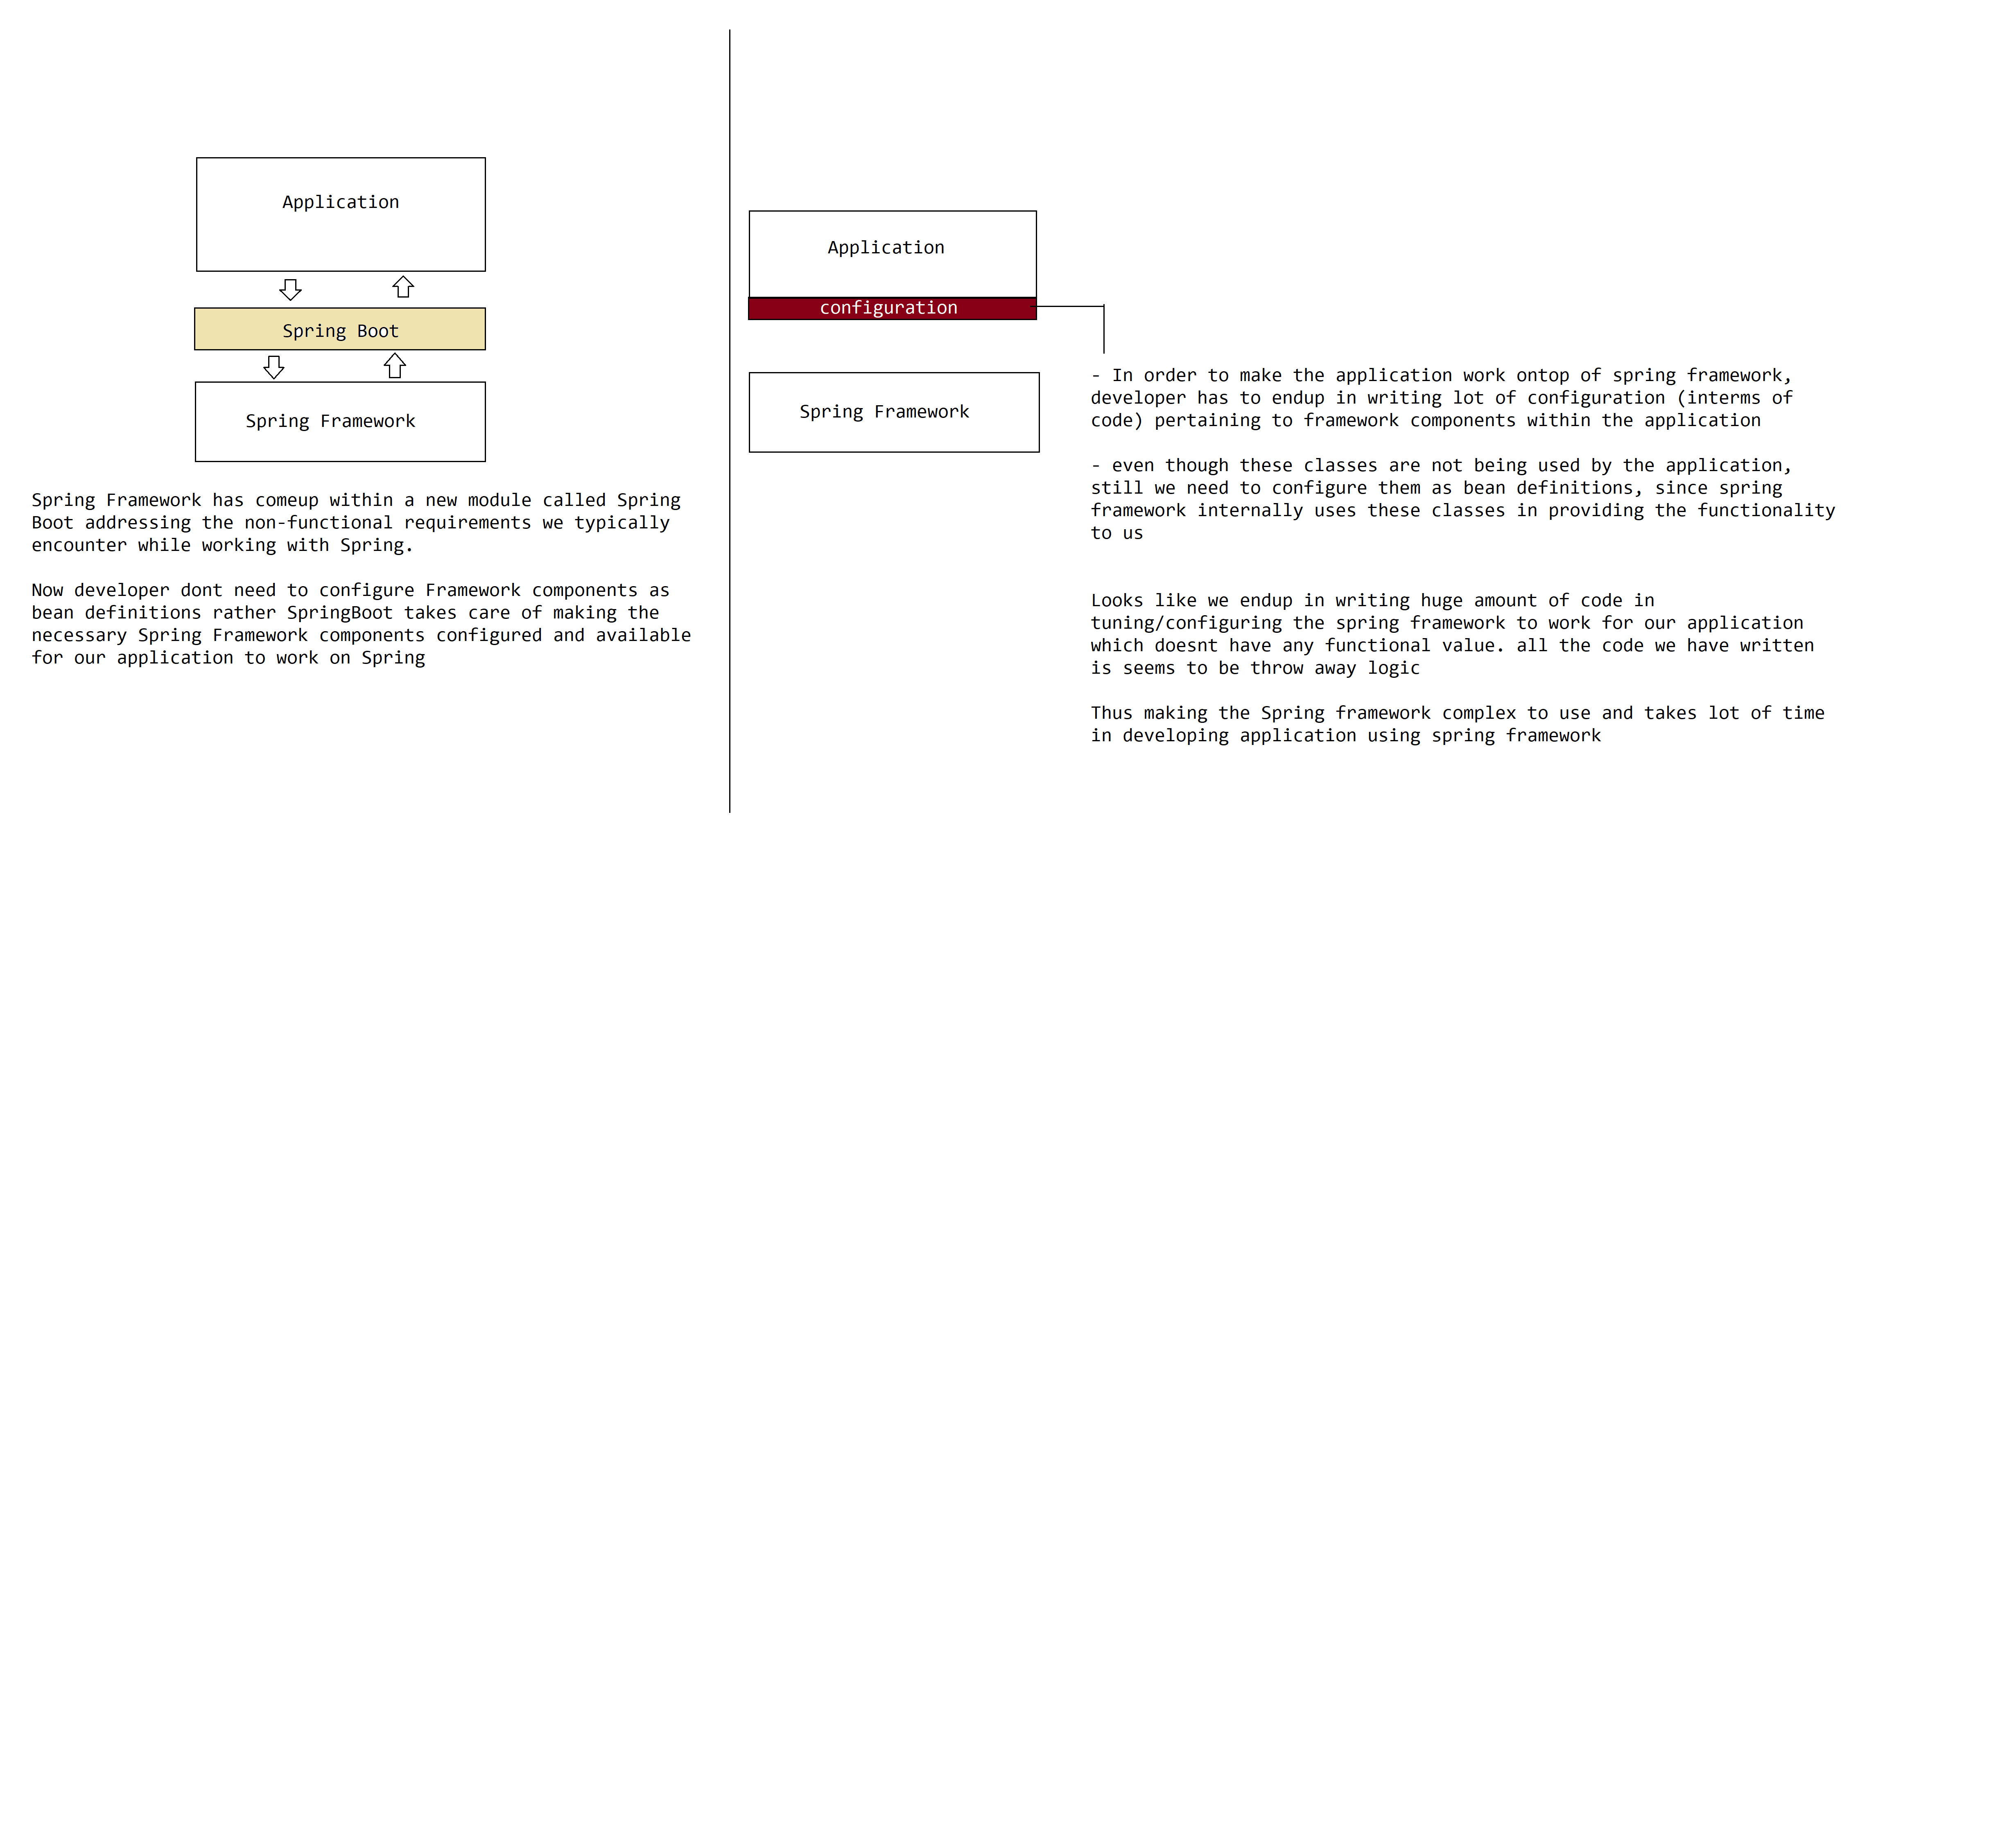 Application
Spring Boot
Spring Framework
Spring Framework has comeup within a new module called Spring
Boot addressing the non-functional requirements we typically
encounter while working with Spring.
Now developer dont need to configure Framework components as
bean definitions rather SpringBoot takes care of making the
necessary Spring Framework components configured and available
for our application to work on Spring
Application
configuration
Spring Framework
- In order to make the application work ontop of spring framework,
developer has to endup in writing lot of configuration (interms of
code) pertaining to framework components within the application
- even though these classes are not being used by the application,
still we need to configure them as bean definitions, since spring
framework internally uses these classes in providing the functionality
to us
Looks like we endup in writing huge amount of code in
tuning/configuring the spring framework to work for our application
which doesnt have any functional value. all the code we have written
is seems to be throw away logic
Thus making the Spring framework complex to use and takes lot of time
in developing application using spring framework